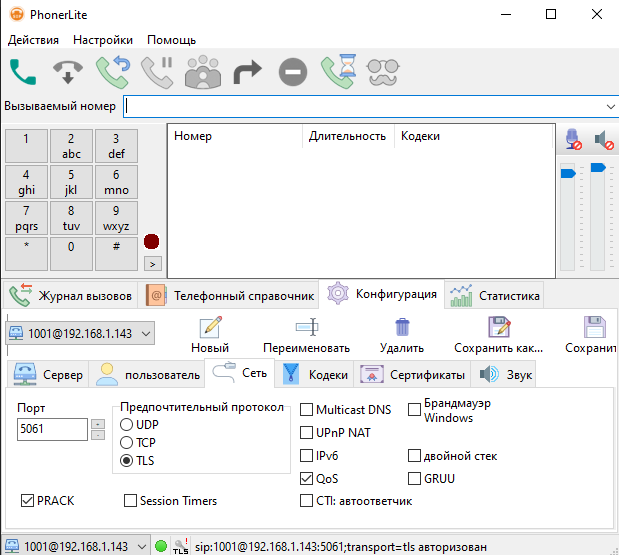 PhonerLite
Действия Настройки Помощь
Вызываемый номер
1 2 3
abc def
4 5 6
ghi jkl mno
7 8 9
pqrs tuv wxyz
* 0 #
>
Номер Длительность Кодеки
Журнал вызовов Телефонный справочник Конфигурация Статистика
1001@192.168.1.143
Новый Переименовать Удалить Сохранить как... Сохранит
Сервер пользователь Сеть Кодеки Сертификаты Звук
Порт
5061
Предпочтительный протокол
UDP
TCP
TLS
Multicast DNS
Брандмауэр
Windows
UPnP NAT
IPv6 двойной стек
QoS GRUU
PRACK Session Timers CTI: автоответчик
1001@192.168.1.143 TLS sip:1001@192.168.1.143:5061;transport=tls авторизован